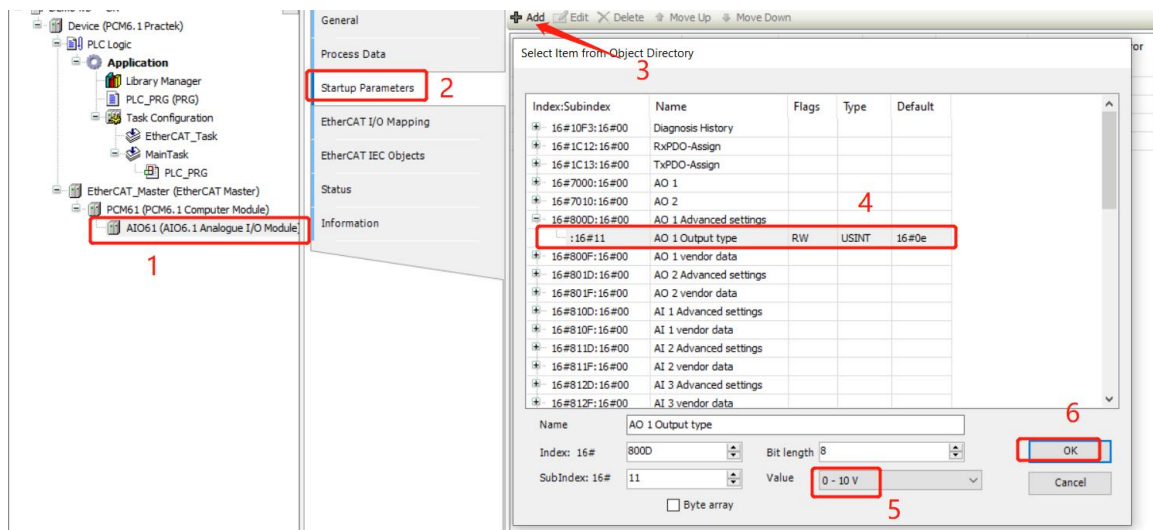 Device (PCM6.1 Practek)
PLC Logic
Application
Library Manager
PLC_PRG (PRG)
Task Configuration
EtherCAT_Task
MainTask
PLC_PRG
EtherCAT_Master (EtherCAT Master)
PCM61 (PCM6.1 Computer Module)
AIO61 (AIO6.1 Analogue I/O Module)
1
General
Process Data
Startup Parameters
2
EtherCAT I/O Mapping
EtherCAT IEC Objects
Status
Information
Add Edit Delete Move Up Move Down
Select Item from Object Directory
3
Index:Subindex Name Flags Type Default
16#10F3:16#00 Diagnosis History
16#1C12:16#00 RxPDO-Assign
16#1C13:16#00 TxPDO-Assign
16#7000:16#00 AO 1
16#7010:16#00 AO 2
4
16#800D:16#00 AO 1 Advanced settings
:16#11 AO 1 Output type RW USINT 16#0e
16#800F:16#00 AO 1 vendor data
16#801D:16#00 AO 2 Advanced settings
16#801F:16#00 AO 2 vendor data
16#810D:16#00 AI 1 Advanced settings
16#810F:16#00 AI 1 vendor data
16#811D:16#00 AI 2 Advanced settings
16#811F:16#00 AI 2 vendor data
16#812D:16#00 AI 3 Advanced settings
16#812F:16#00 AI 3 vendor data
Name AO 1 Output type
6
Index: 16# 800D Bit length 8 OK
SubIndex: 16# 11 Value 0 - 10 V Cancel
Byte array
5